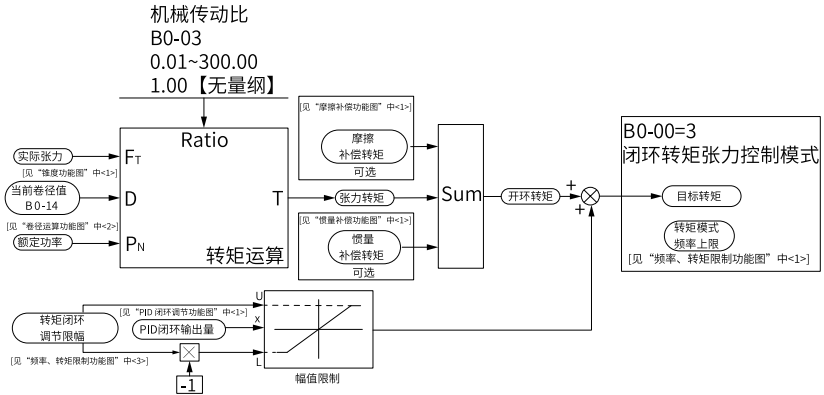 机械传动比
B0-03
0.01~300.00
1.00【无量纲】
Ratio
实际张力
FT
[见“锥度功能图”中<1>]
当前卷径值
B0-14
D
[见“卷径运算功能图”中<2>]
额定功率
PN
T
转矩运算
[见“摩擦补偿功能图”中<1>]
摩擦
补偿转矩
可选
张力转矩
[见“惯量补偿功能图”中<1>]
惯量
补偿转矩
可选
Sum
开环转矩
+
+
B0-00=3
闭环转矩张力控制模式
目标转矩
转矩模式
频率上限
[见“频率、转矩限制功能图”中<1>]
转矩闭环
调节限幅
[见“频率、转矩限制功能图”中<3>]
[见“PID闭环调节功能图”中<1>]
PID闭环输出量
-1
U
x
L
幅值限制